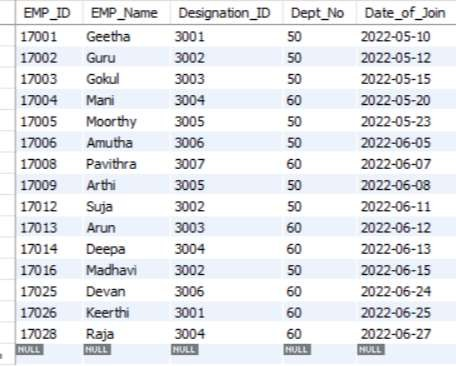 EMP_ID EMP_Name Designation_ID Dept_No Date_of_Join
17001 Geetha 3001 50 2022-05-10
17002 Guru 3002 50 2022-05-12
17003 Gokul 3003 50 2022-05-15
17004 Mani 3004 60 2022-05-20
17005 Moorthy 3005 50 2022-05-23
17006 Amutha 3006 50 2022-06-05
17008 Pavithra 3007 60 2022-06-07
17009 Arthi 3005 50 2022-06-08
17012 Suja 3002 50 2022-06-11
17013 Arun 3003 60 2022-06-12
17014 Deepa 3004 60 2022-06-13
17016 Madhavi 3002 50 2022-06-15
17025 Devan 3006 60 2022-06-24
17026 Keerthi 3001 60 2022-06-25
17028 Raja 3004 60 2022-06-27
NULL NULL NULL NULL NULL